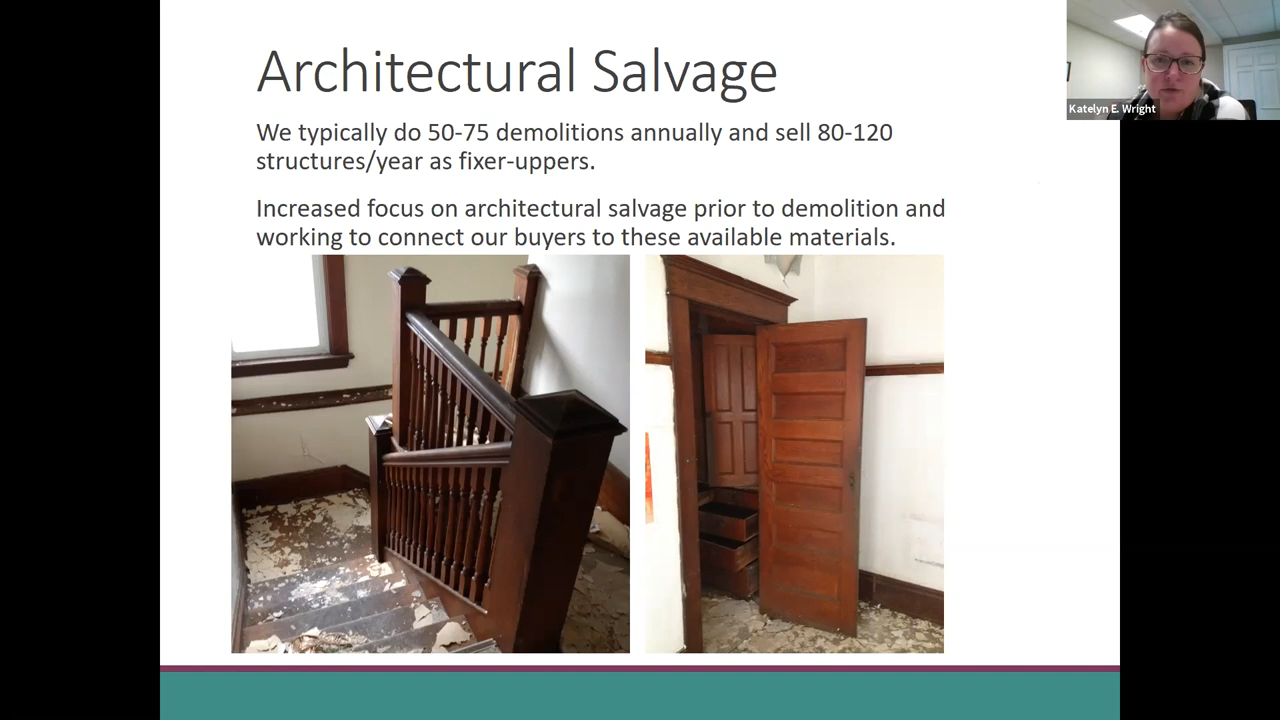 Architectural Salvage
We typically do 50-75 demolitions annually and sell 80-120
structures/year as fixer-uppers.
Increased focus on architectural salvage prior to demolition and
working to connect our buyers to these available materials.
Katelyn E. Wright